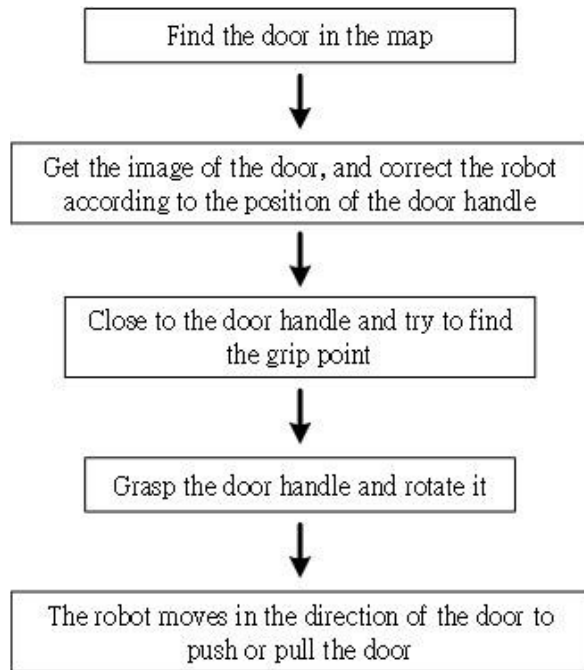 Find the door in the map
Get the image of the door, and correct the robot
according to the position of the door handle
Close to the door handle and try to find
the grip point
Grasp the door handle and rotate it
The robot moves in the direction of the door to
push or pull the door